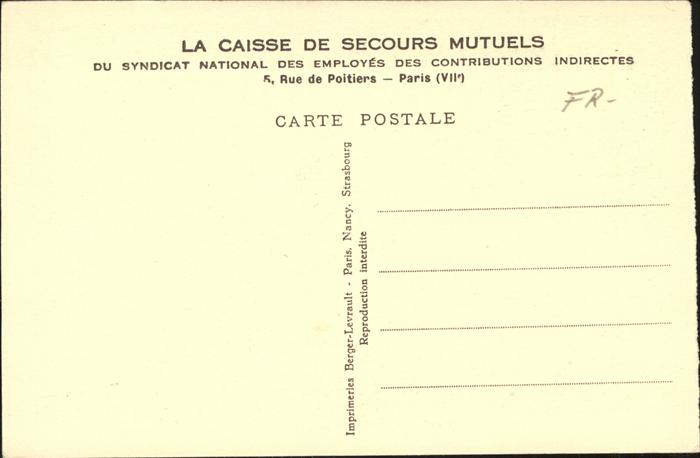 LA CAISSE DE SECOURS MUTUELS
DU SYNDICAT NATIONAL DES EMPLOYÉS DES CONTRIBUTIONS INDIRECTES
5, Rue de Poitiers — Paris (VIIe)
FR-
CARTE POSTALE
Imprimeries Berger-Levrault - Paris, Nancy, Strasbourg
Reproduction interdite